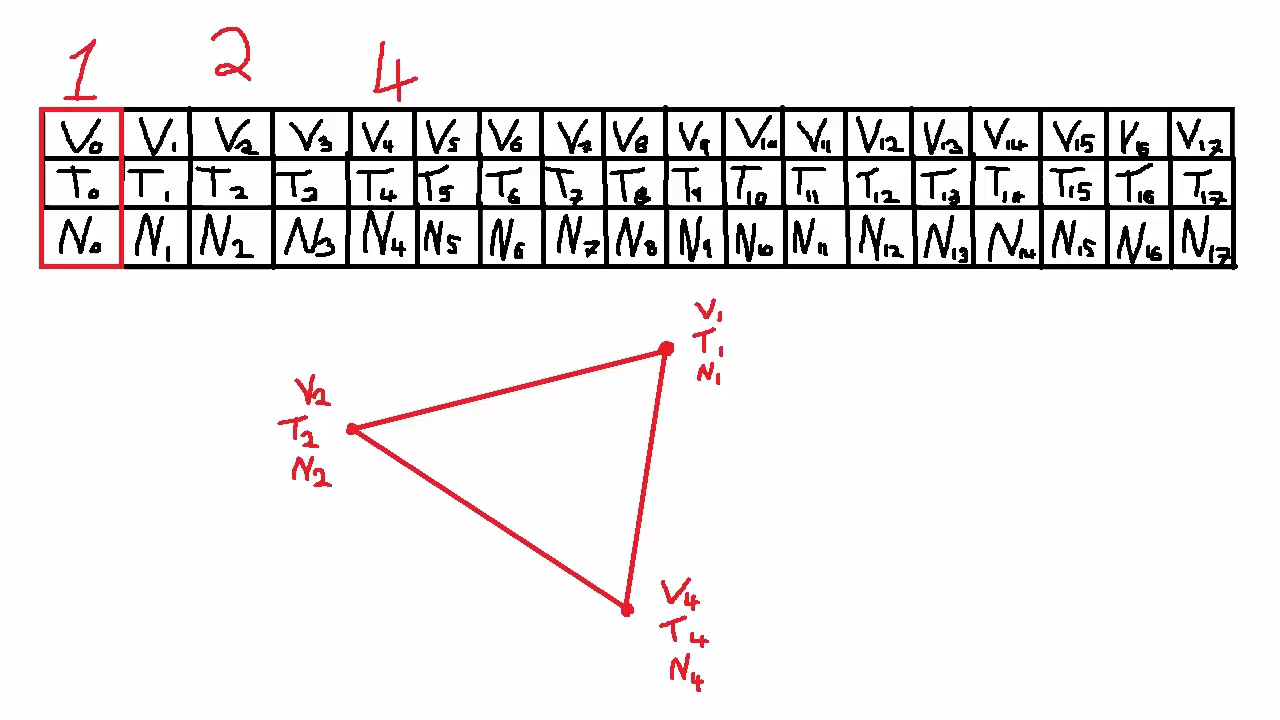 1 2 4
V0 V1 V2 V3 V4 V5 V6 V7 V8 V9 V10 V11 V12 V13 V14 V15 V16 V17
T0 T1 T2 T3 T4 T5 T6 T7 T8 T9 T10 T11 T12 T13 T14 T15 T16 T17
N0 N1 N2 N3 N4 N5 N6 N7 N8 N9 N10 N11 N12 N13 N14 N15 N16 N17
V1
T1
N1
V2
T2
N2
V4
T4
N4